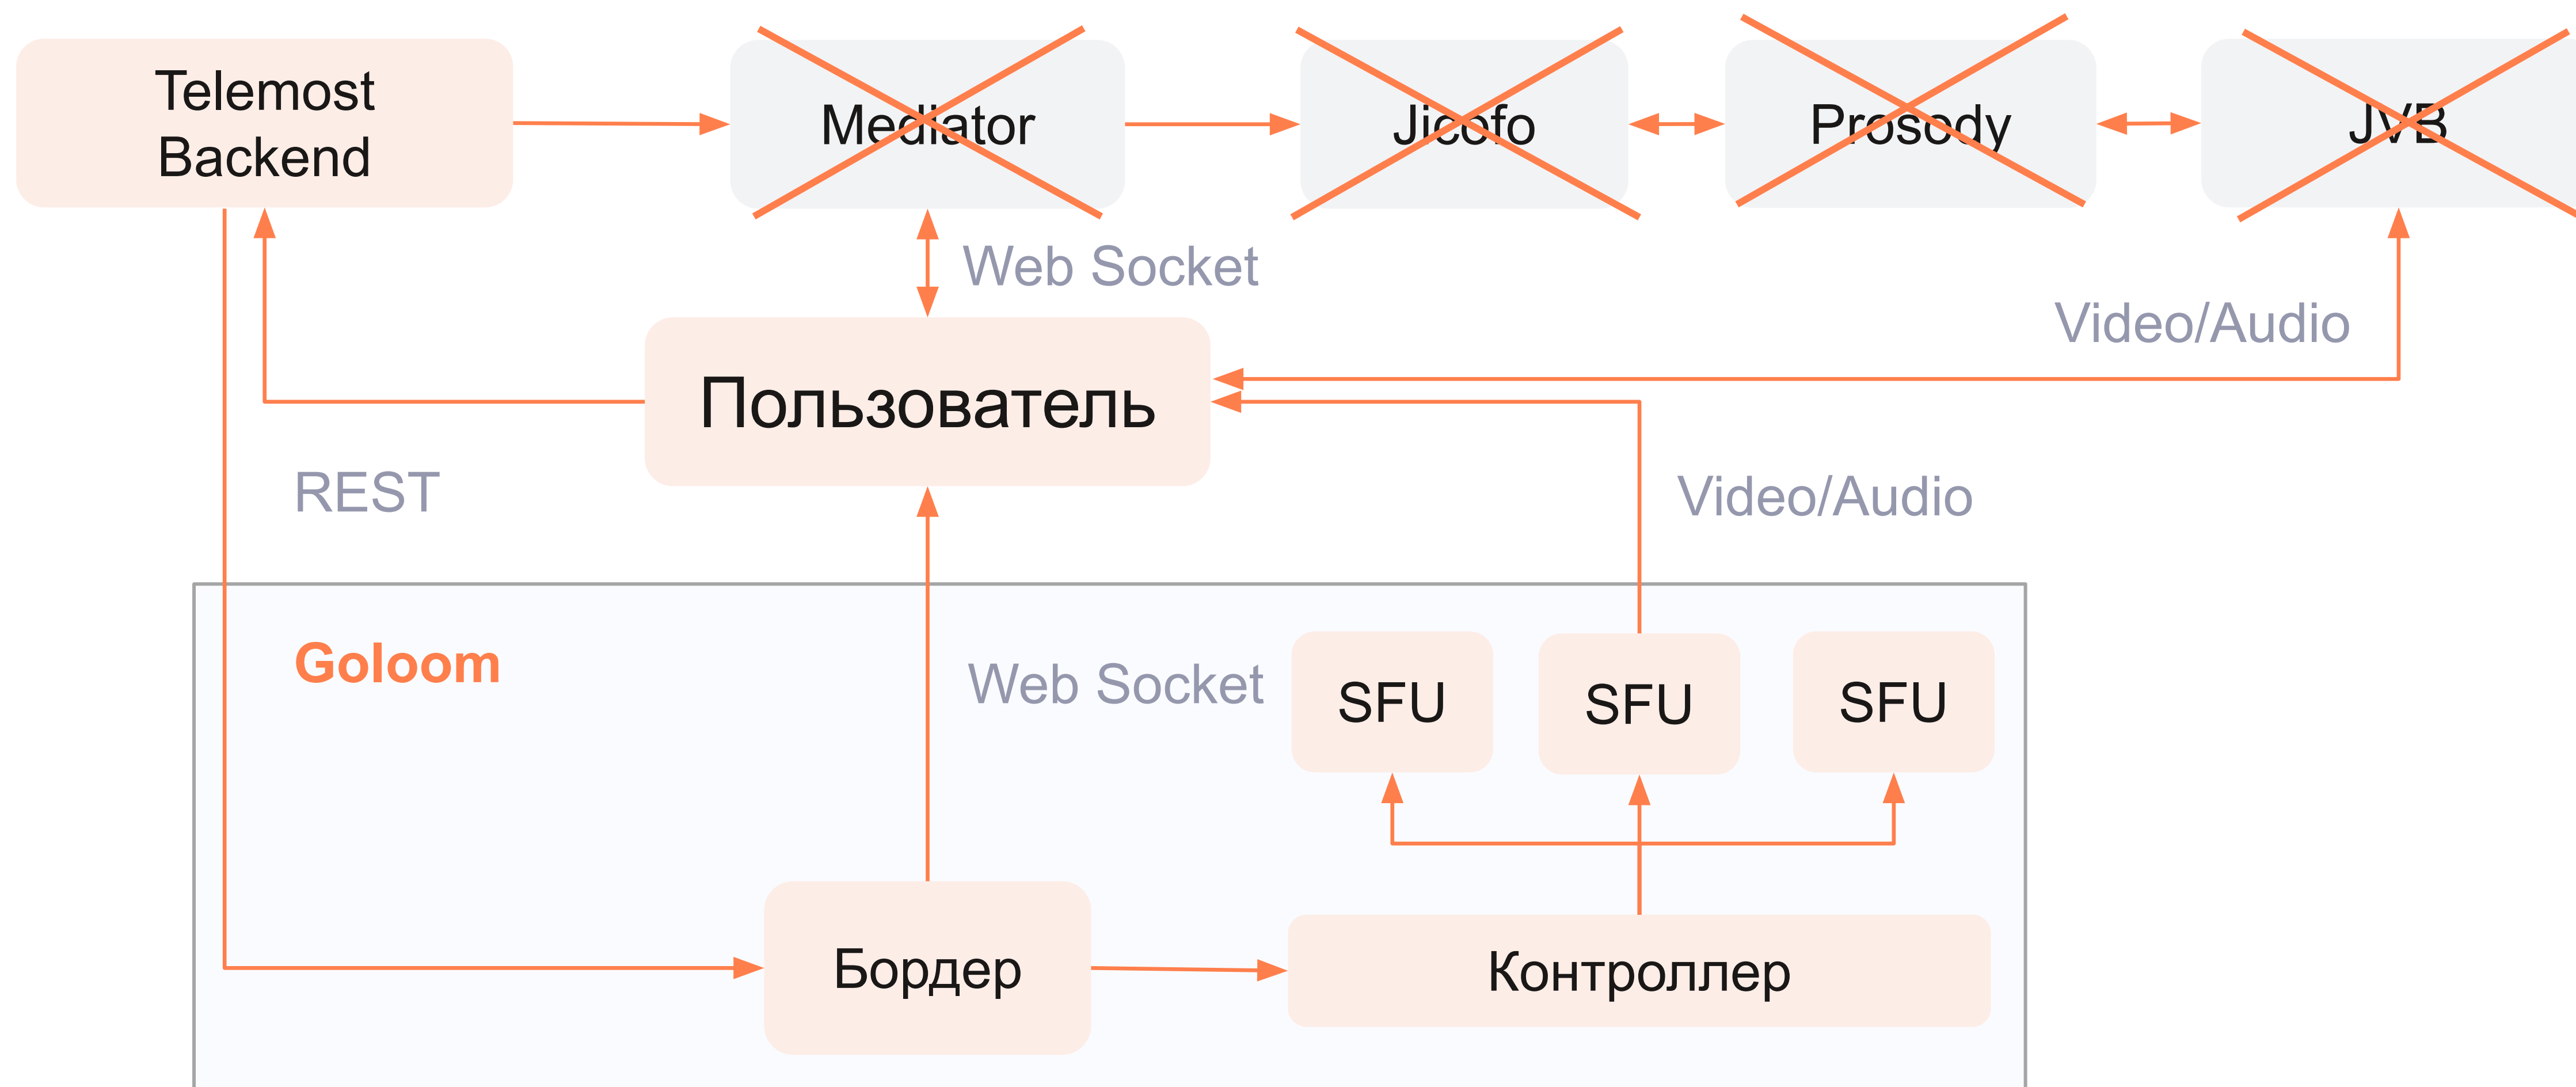 Telemost
Backend
Mediator
Jicofo
Prosody
JVB
Web Socket
Video/Audio
Пользователь
REST
Video/Audio
Goloom
Web Socket
SFU
SFU
SFU
Бордер
Контроллер